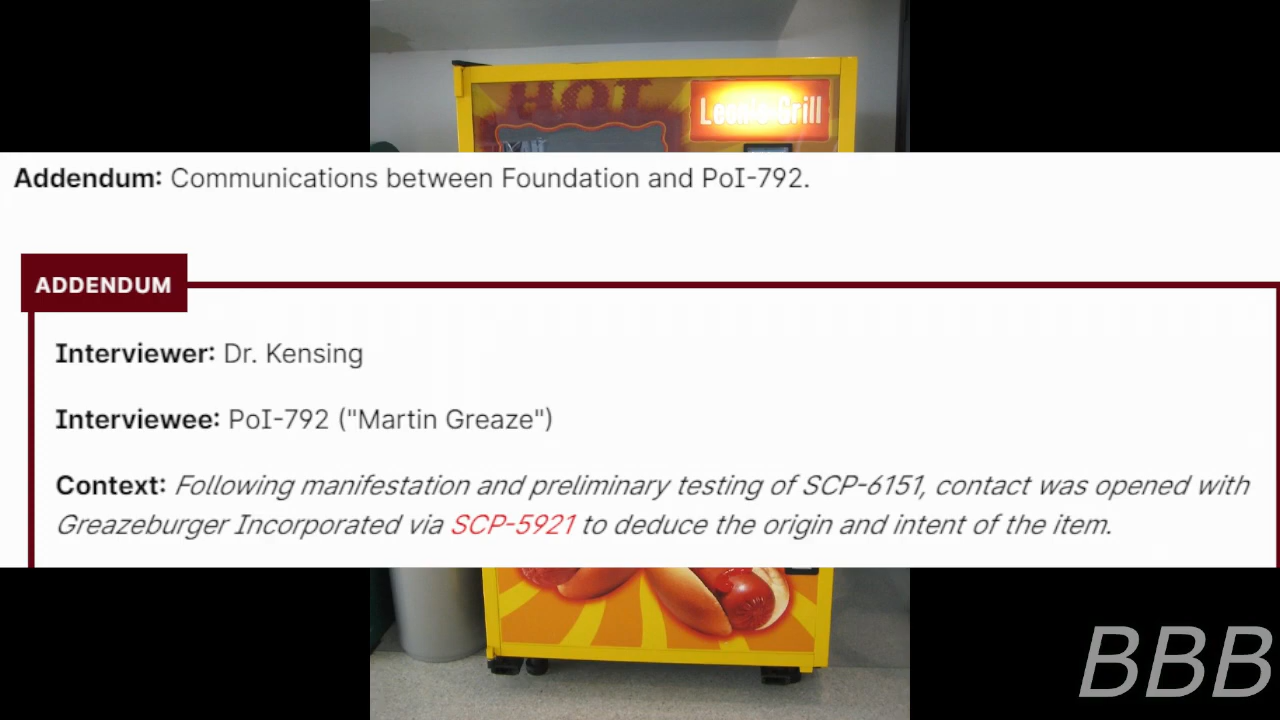 HOT
Leon's Grill
Addendum: Communications between Foundation and PoI-792.
ADDENDUM
Interviewer: Dr. Kensing
Interviewee: PoI-792 ("Martin Greaze")
Context: Following manifestation and preliminary testing of SCP-6151, contact was opened with
Greazeburger Incorporated via SCP-5921 to deduce the origin and intent of the item.
BBB